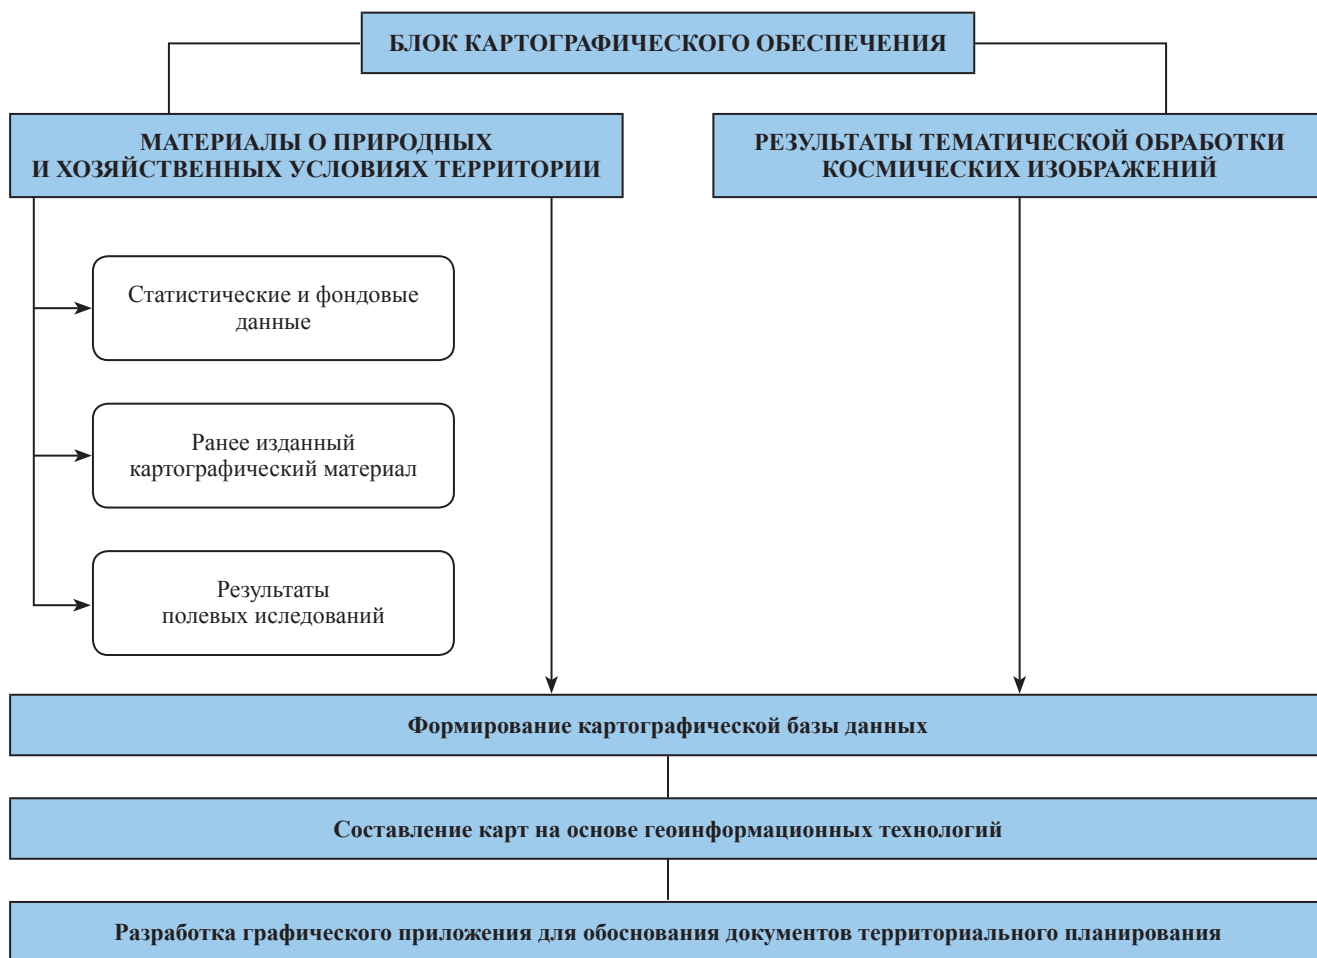 БЛОК КАРТОГРАФИЧЕСКОГО ОБЕСПЕЧЕНИЯ
МАТЕРИАЛЫ О ПРИРОДНЫХ
И ХОЗЯЙСТВЕННЫХ УСЛОВИЯХ ТЕРРИТОРИИ
РЕЗУЛЬТАТЫ ТЕМАТИЧЕСКОЙ ОБРАБОТКИ
КОСМИЧЕСКИХ ИЗОБРАЖЕНИЙ
Статистические и фондовые
данные
Ранее изданный
картографический материал
Результаты
полевых иследований
Формирование картографической базы данных
Составление карт на основе геоинформационных технологий
Разработка графического приложения для обоснования документов территориального планирования